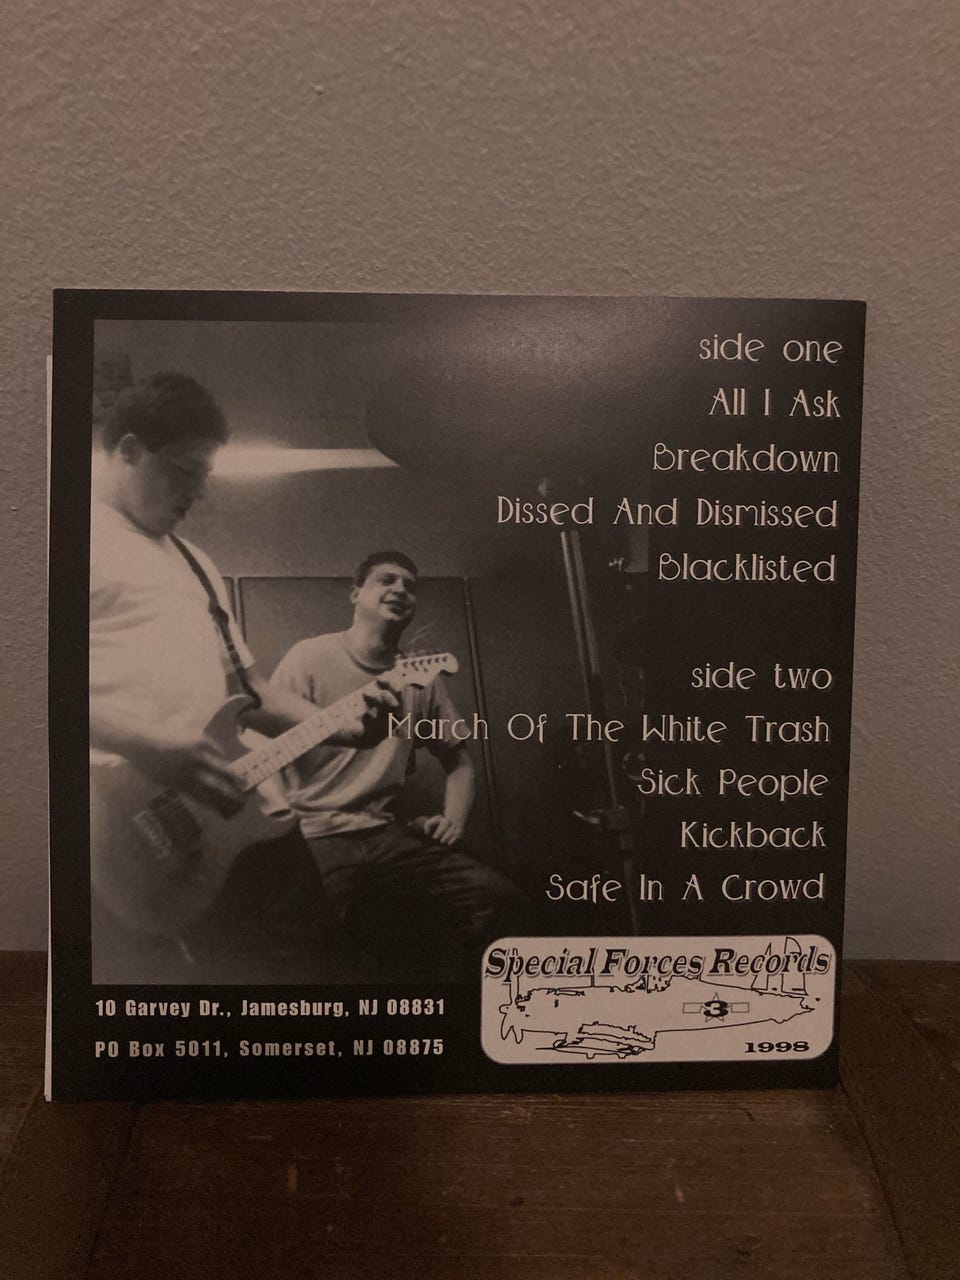 side one
All I Ask
Breakdown
Dissed And Dismissed
Blacklisted
side two
March Of The White Trash
Sick People
Kickback
Safe In A Crowd
Special Forces Records
3
1998
10 Garvey Dr., Jamesburg, NJ 08831
PO Box 5011, Somerset, NJ 08875